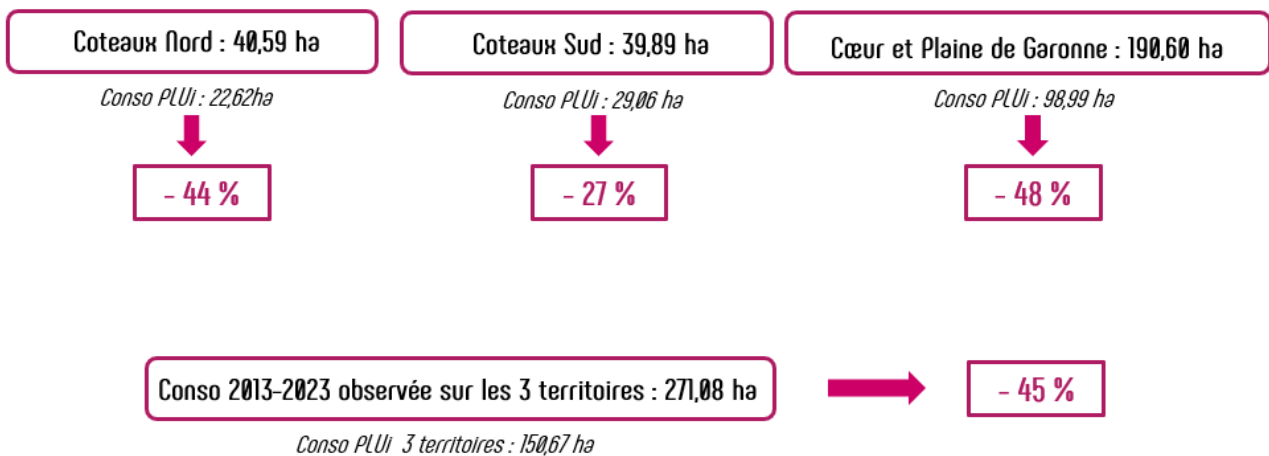 Coteaux Nord : 40,59 ha
Coteaux Sud : 39,89 ha
Cœur et Plaine de Garonne : 190,60 ha
Conso PLUi : 22,62ha
Conso PLUi : 29,06 ha
Conso PLUi : 98,99 ha
- 44 %
- 27 %
- 48 %
Conso 2013-2023 observée sur les 3 territoires : 271,08 ha
- 45 %
Conso PLUi 3 territoires : 150,67 ha